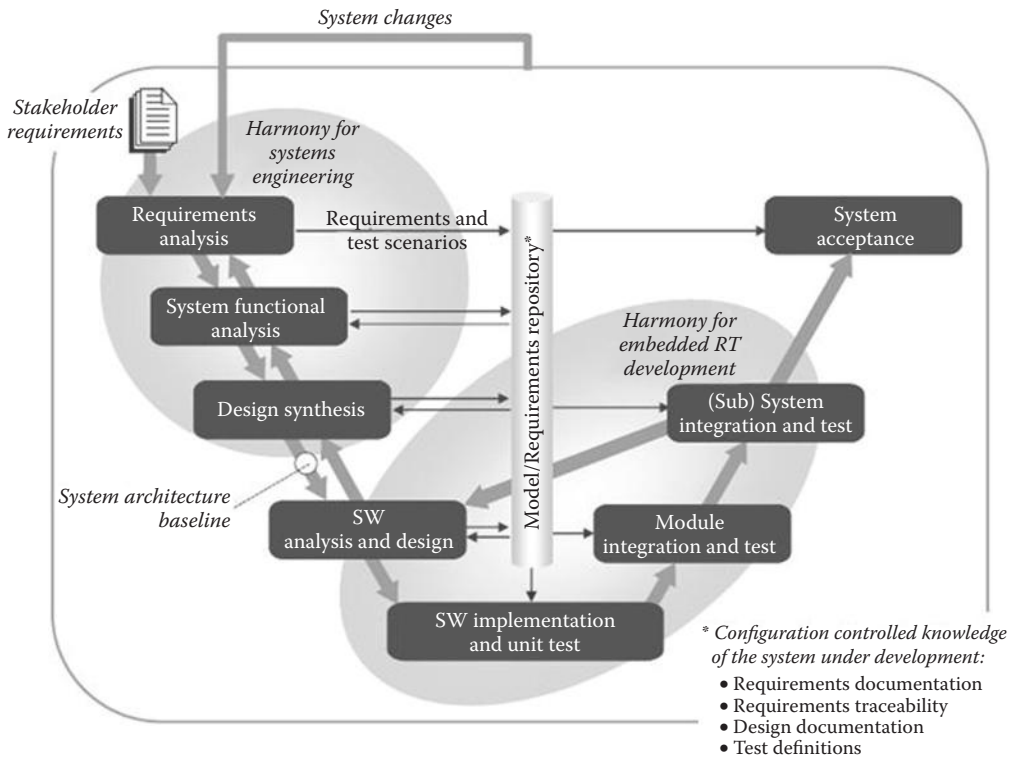 System changes
Stakeholder
requirements
Harmony for
systems
engineering
Requirements
analysis
Requirements and
test scenarios
System
acceptance
System functional
analysis
Model/Requirements repository*
Harmony for
embedded RT
development
Design synthesis
(Sub) System
integration and test
System architecture
baseline
SW
analysis and design
Module
integration and test
SW implementation
and unit test
* Configuration controlled knowledge
of the system under development:
• Requirements documentation
• Requirements traceability
• Design documentation
• Test definitions